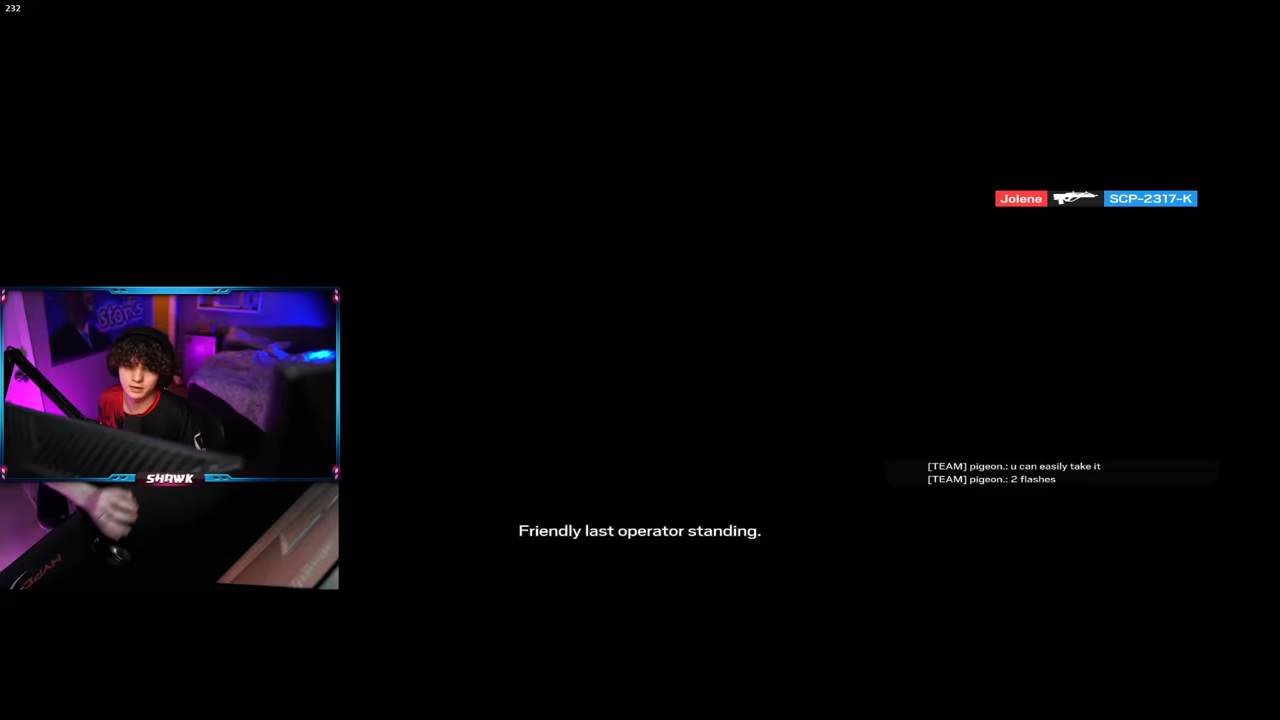 232
Jolene SCP-2317-K
stors
SHAWK
[TEAM] pigeon.: u can easily take it
[TEAM] pigeon.: 2 flashes
Friendly last operator standing.